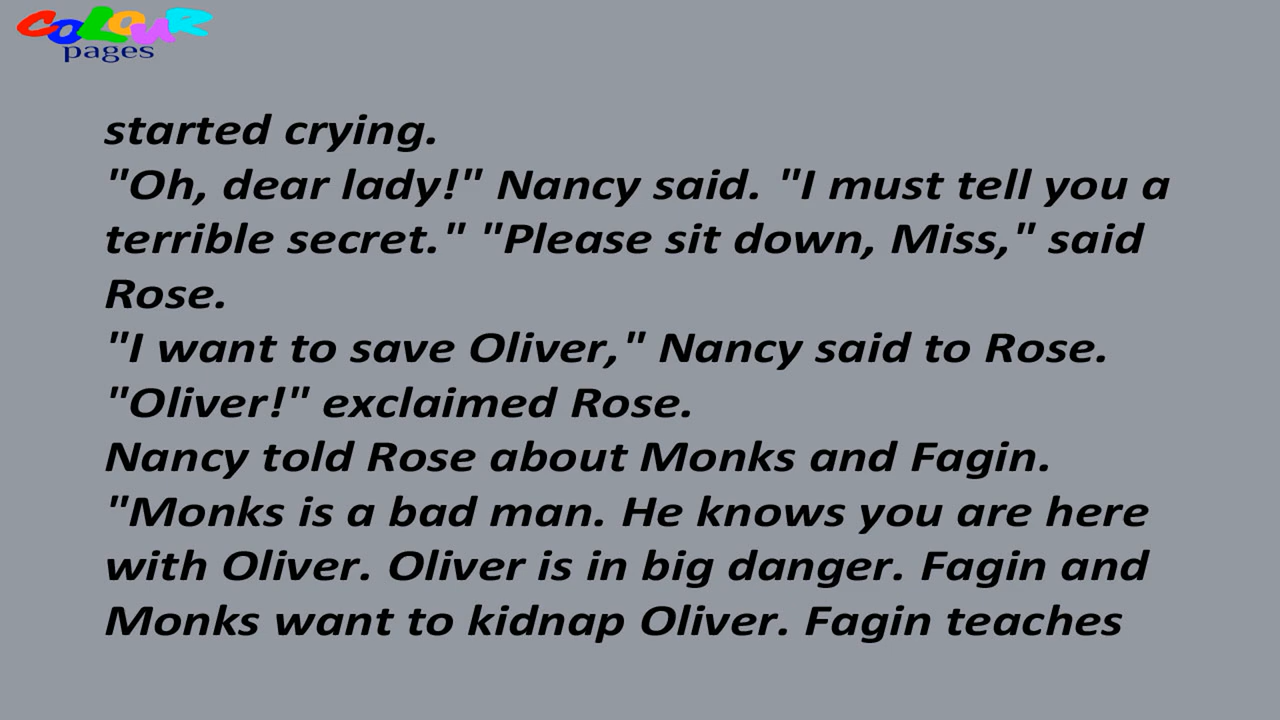 COLOUR
pages
started crying.
"Oh, dear lady!" Nancy said. "I must tell you a
terrible secret." "Please sit down, Miss," said
Rose.
"I want to save Oliver," Nancy said to Rose.
"Oliver!" exclaimed Rose.
Nancy told Rose about Monks and Fagin.
"Monks is a bad man. He knows you are here
with Oliver. Oliver is in big danger. Fagin and
Monks want to kidnap Oliver. Fagin teaches